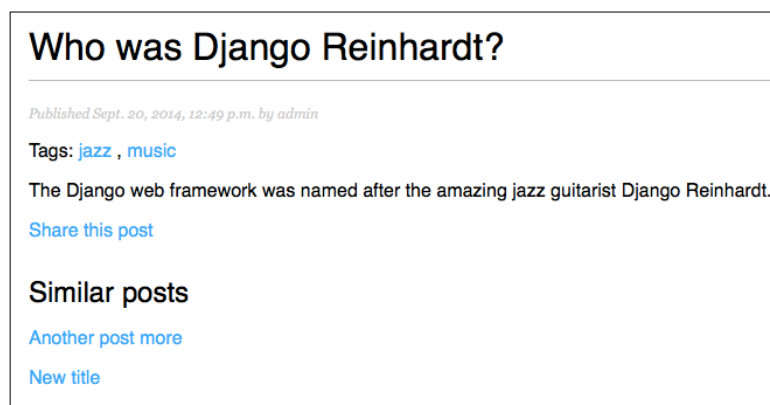 Who was Django Reinhardt?
Published Sept. 20, 2014, 12:49 p.m. by admin
Tags: jazz , music
The Django web framework was named after the amazing jazz guitarist Django Reinhardt.
Share this post
Similar posts
Another post more
New title